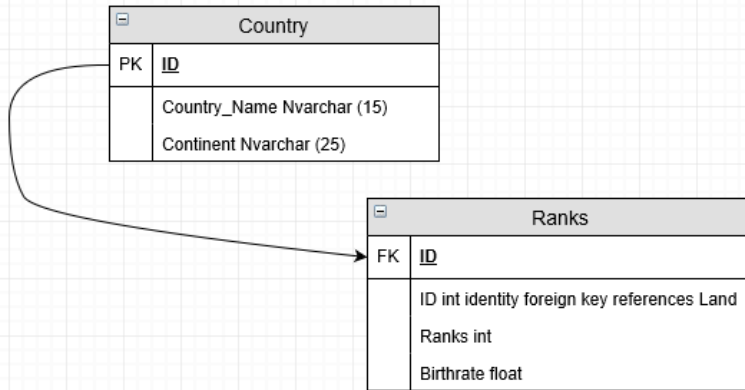 Country
PK ID
Country_Name Nvarchar (15)
Continent Nvarchar (25)
Ranks
FK ID
ID int identity foreign key references Land
Ranks int
Birthrate float